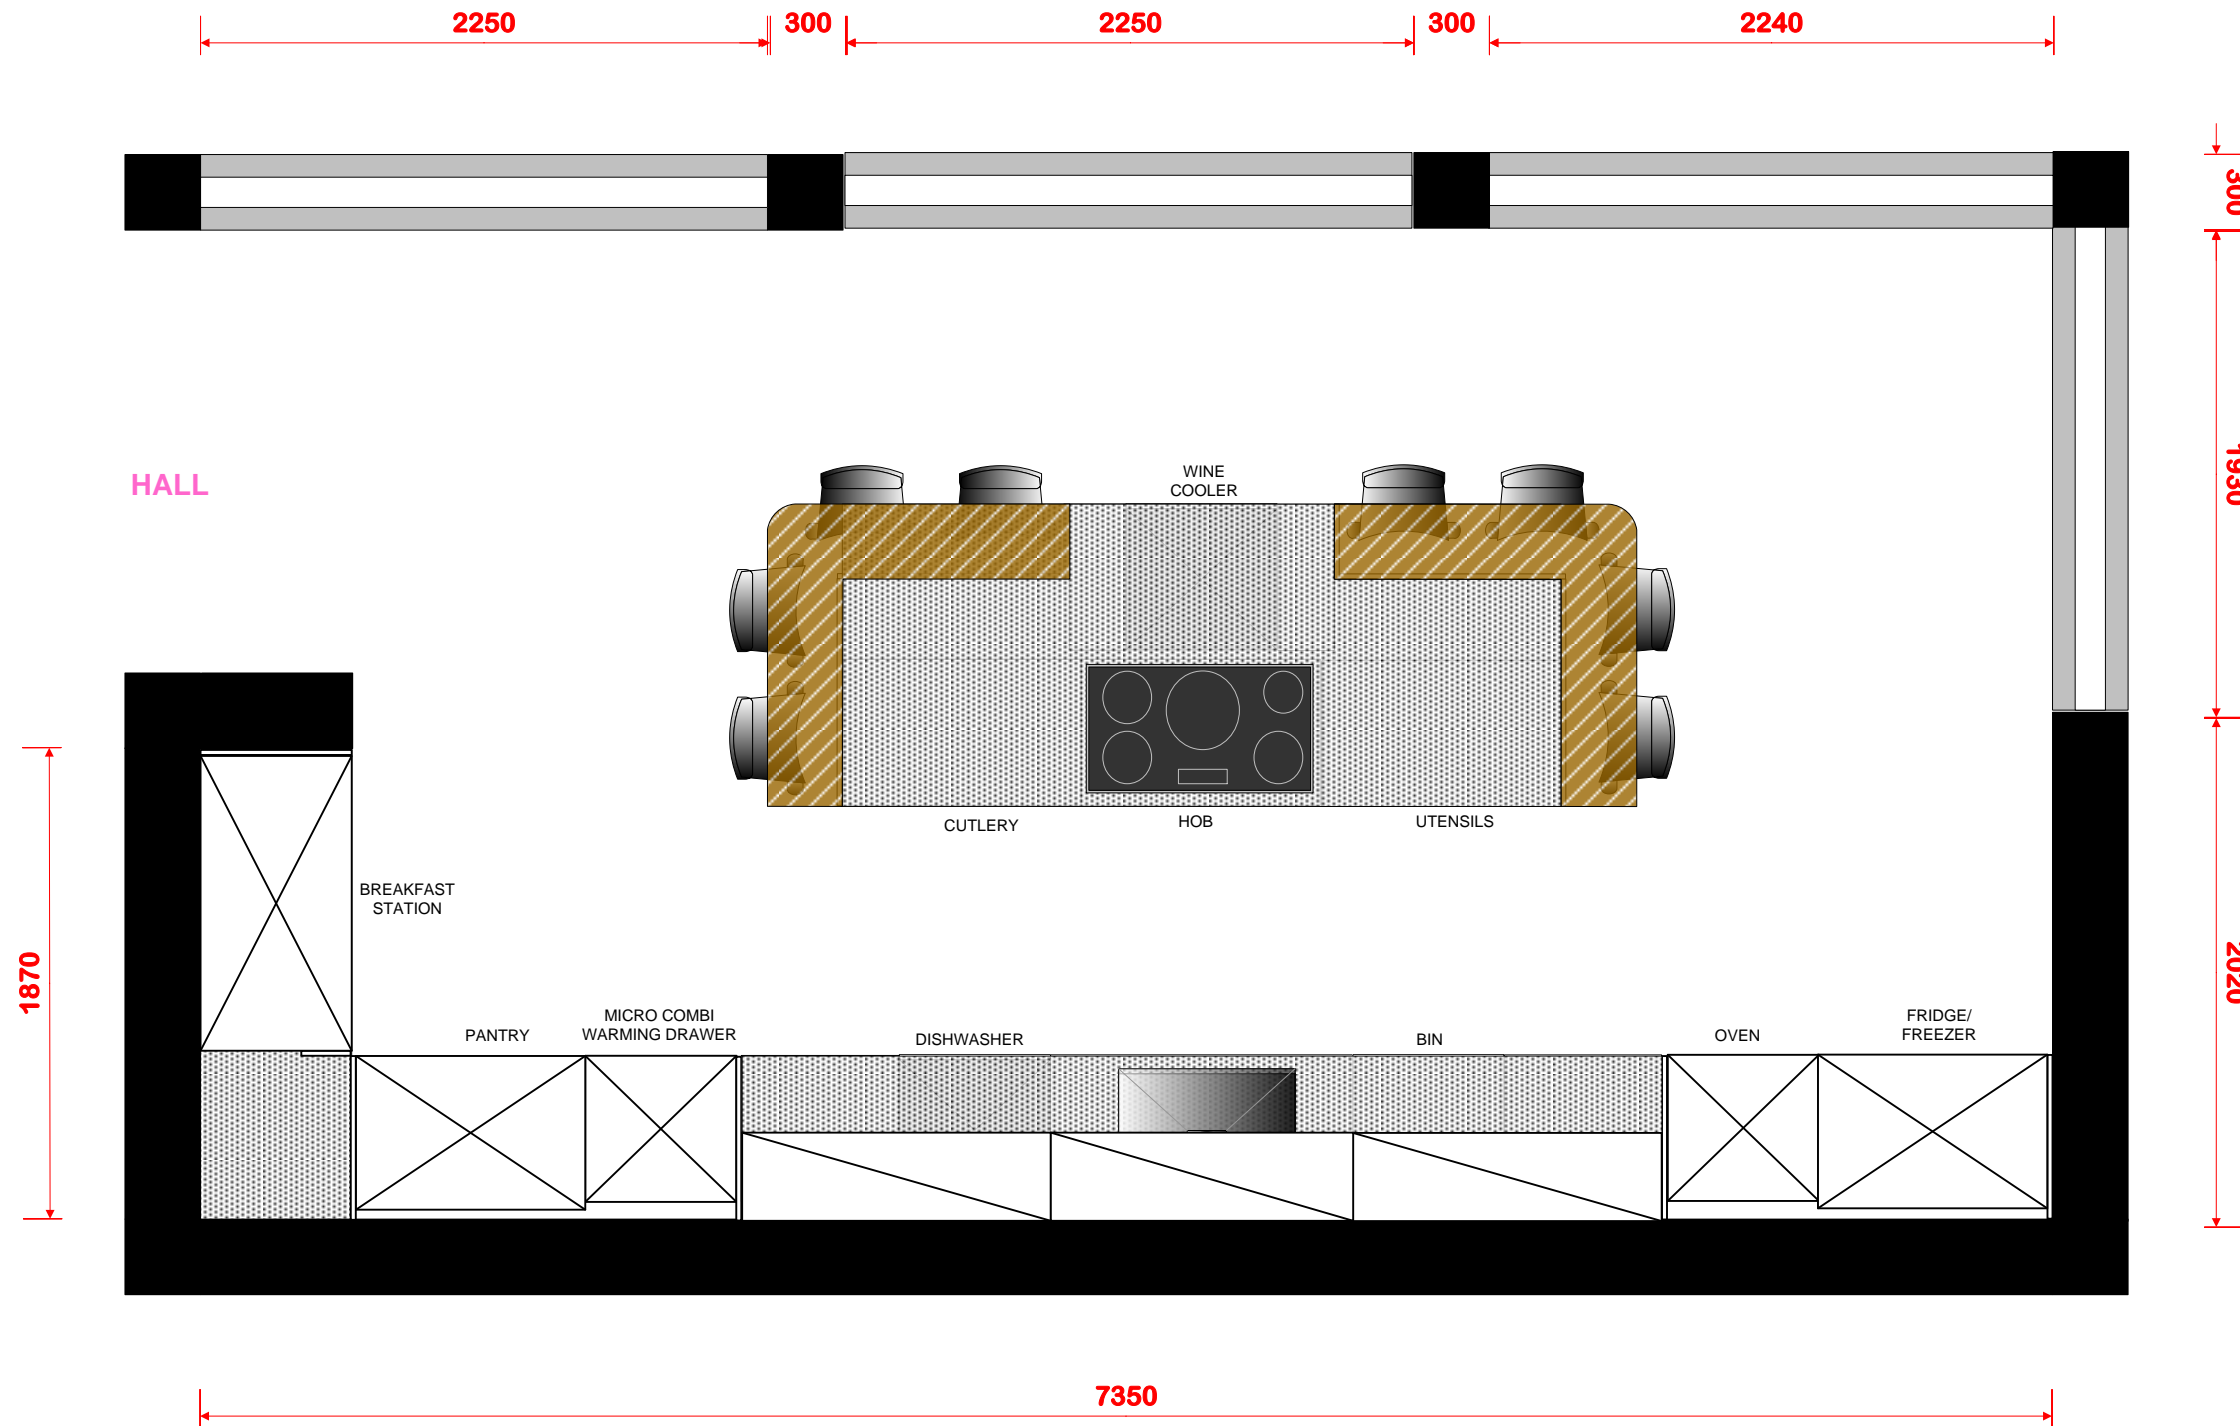 2250
300
2250
300
2240
300
HALL
WINE
COOLER
1930
CUTLERY
HOB
UTENSILS
BREAKFAST
STATION
1870
2020
PANTRY
MICRO COMBI
WARMING DRAWER
DISHWASHER
BIN
OVEN
FRIDGE/
FREEZER
7350